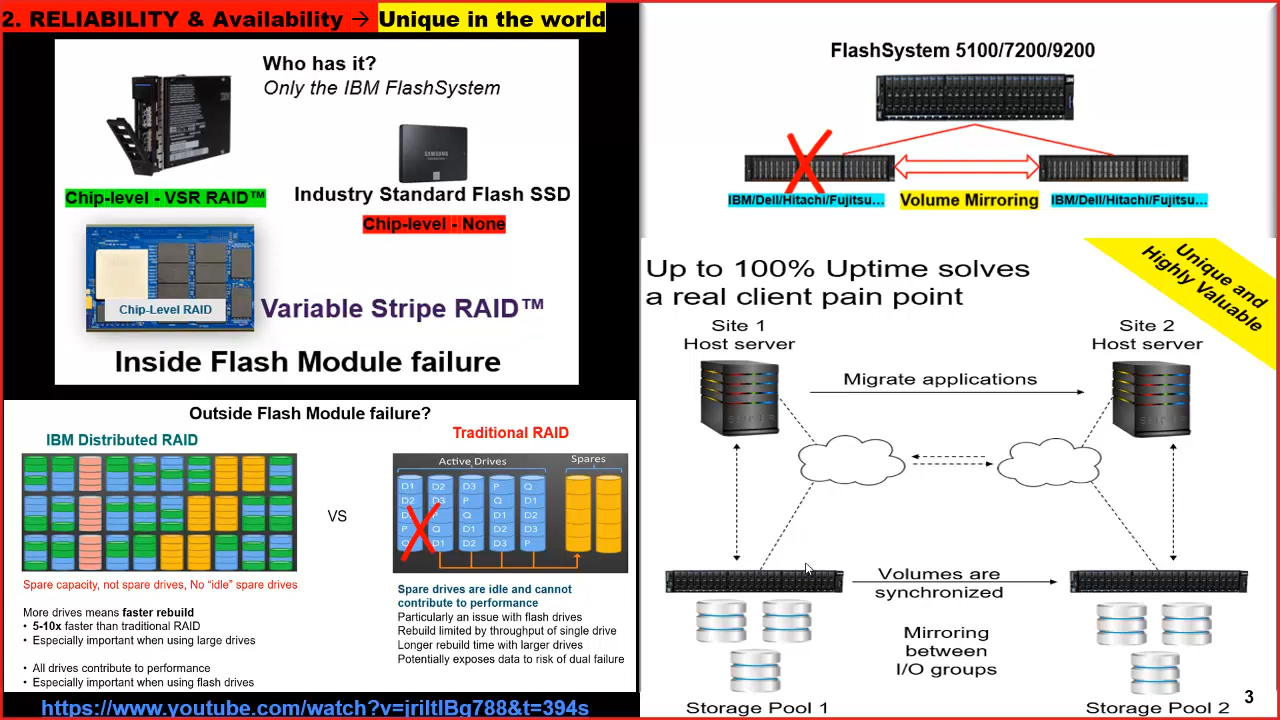 2. RELIABILITY & Availability → Unique in the world
Who has it?
Only the IBM FlashSystem
SAMSUNG
Chip-level - VSR RAID™
Industry Standard Flash SSD
Chip-level - None
Chip-Level RAID
Variable Stripe RAID™
Inside Flash Module failure
Outside Flash Module failure?
IBM Distributed RAID
VS
Traditional RAID
Active Drives
Spares
D1 D2 D3 P Q
D2 D3 P Q D1
P Q D1 D2
P Q D1 D2 D3
Q D1 D2 D3 P
Spare capacity, not spare drives, No “idle” spare drives
More drives means faster rebuild
• 5-10x faster than traditional RAID
• Especially important when using large drives
• All drives contribute to performance
• Especially important when using flash drives
Spare drives are idle and cannot
contribute to performance
Particularly an issue with flash drives
Rebuild limited by throughput of single drive
Longer rebuild time with larger drives
Potentially exposes data to risk of dual failure
https://www.youtube.com/watch?v=jriltIBq788&t=394s
FlashSystem 5100/7200/9200
IBM/Dell/Hitachi/Fujitsu...
Volume Mirroring
IBM/Dell/Hitachi/Fujitsu...
Unique and
Highly Valuable
Up to 100% Uptime solves
a real client pain point
Site 1
Host server
Site 2
Host server
Migrate applications
Volumes are
synchronized
Mirroring
between
I/O groups
Storage Pool 1
Storage Pool 2
3